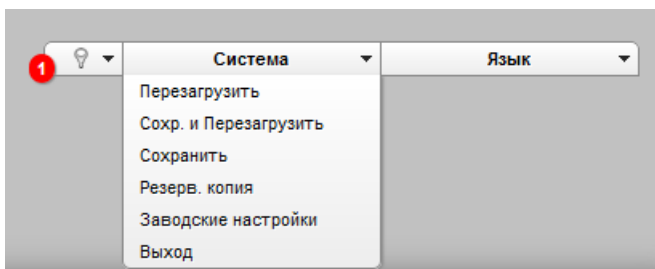 1 Система Язык
Перезагрузить
Сохр. и Перезагрузить
Сохранить
Резерв. копия
Заводские настройки
Выход